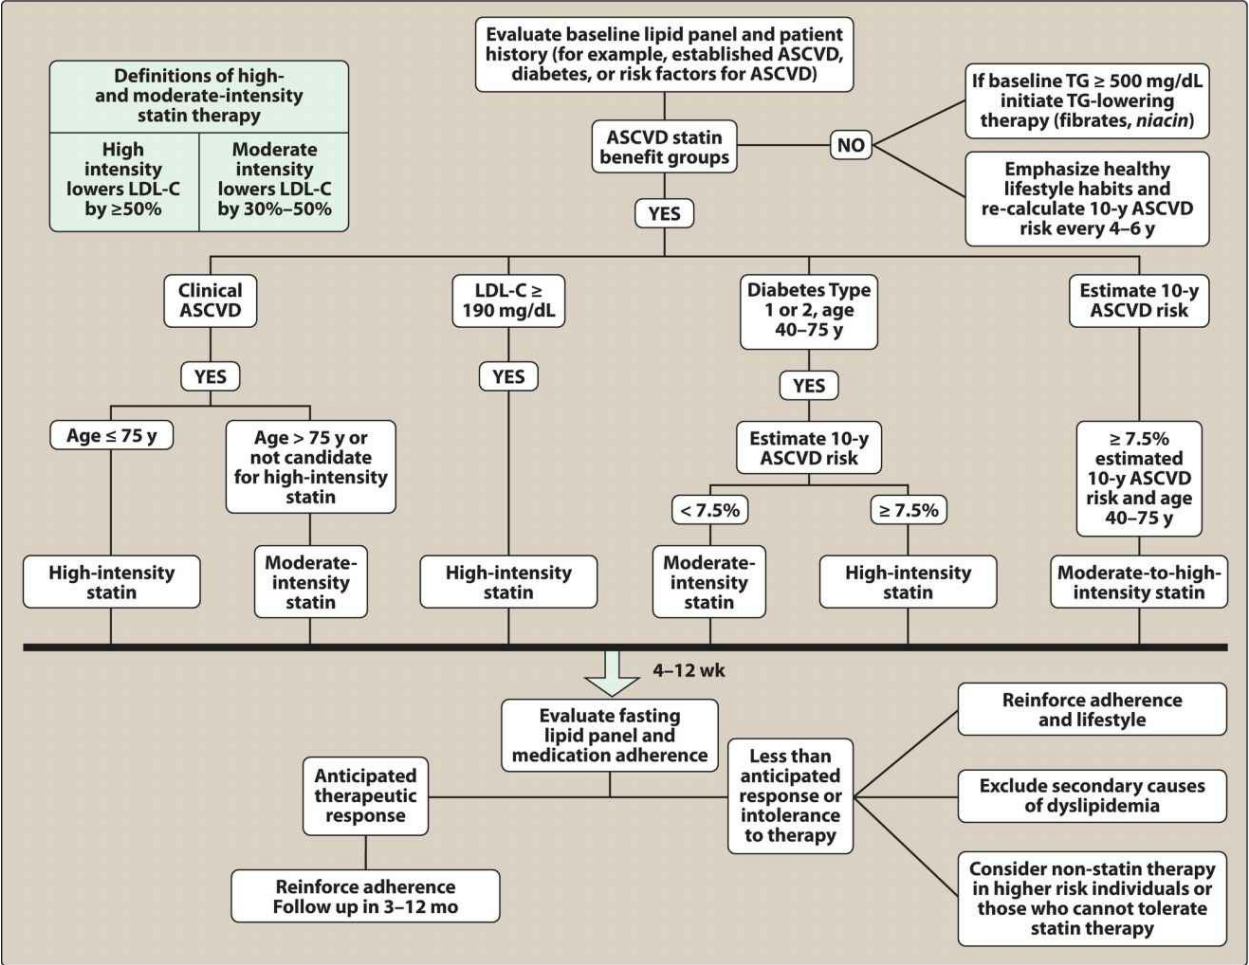 Evaluate baseline lipid panel and patient
history (for example, established ASCVD,
diabetes, or risk factors for ASCVD)
Definitions of high-
and moderate-intensity
statin therapy
High
intensity
lowers LDL-C
by ≥50%
Moderate
intensity
lowers LDL-C
by 30%–50%
ASCVD statin
benefit groups
NO
If baseline TG ≥ 500 mg/dL
initiate TG-lowering
therapy (fibrates, niacin)
Emphasize healthy
lifestyle habits and
re-calculate 10-y ASCVD
risk every 4–6 y
YES
Clinical
ASCVD
LDL-C ≥
190 mg/dL
Diabetes Type
1 or 2, age
40–75 y
Estimate 10-y
ASCVD risk
YES
YES
YES
Age ≤ 75 y
Age > 75 y or
not candidate
for high-intensity
statin
Estimate 10-y
ASCVD risk
≥ 7.5%
estimated
10-y ASCVD
risk and age
40–75 y
< 7.5%
≥ 7.5%
High-intensity
statin
Moderate-
intensity
statin
High-intensity
statin
Moderate-
intensity
statin
High-intensity
statin
Moderate-to-high-
intensity statin
4–12 wk
Evaluate fasting
lipid panel and
medication adherence
Anticipated
therapeutic
response
Less than
anticipated
response or
intolerance
to therapy
Reinforce adherence
and lifestyle
Exclude secondary causes
of dyslipidemia
Consider non-statin therapy
in higher risk individuals or
those who cannot tolerate
statin therapy
Reinforce adherence
Follow up in 3–12 mo